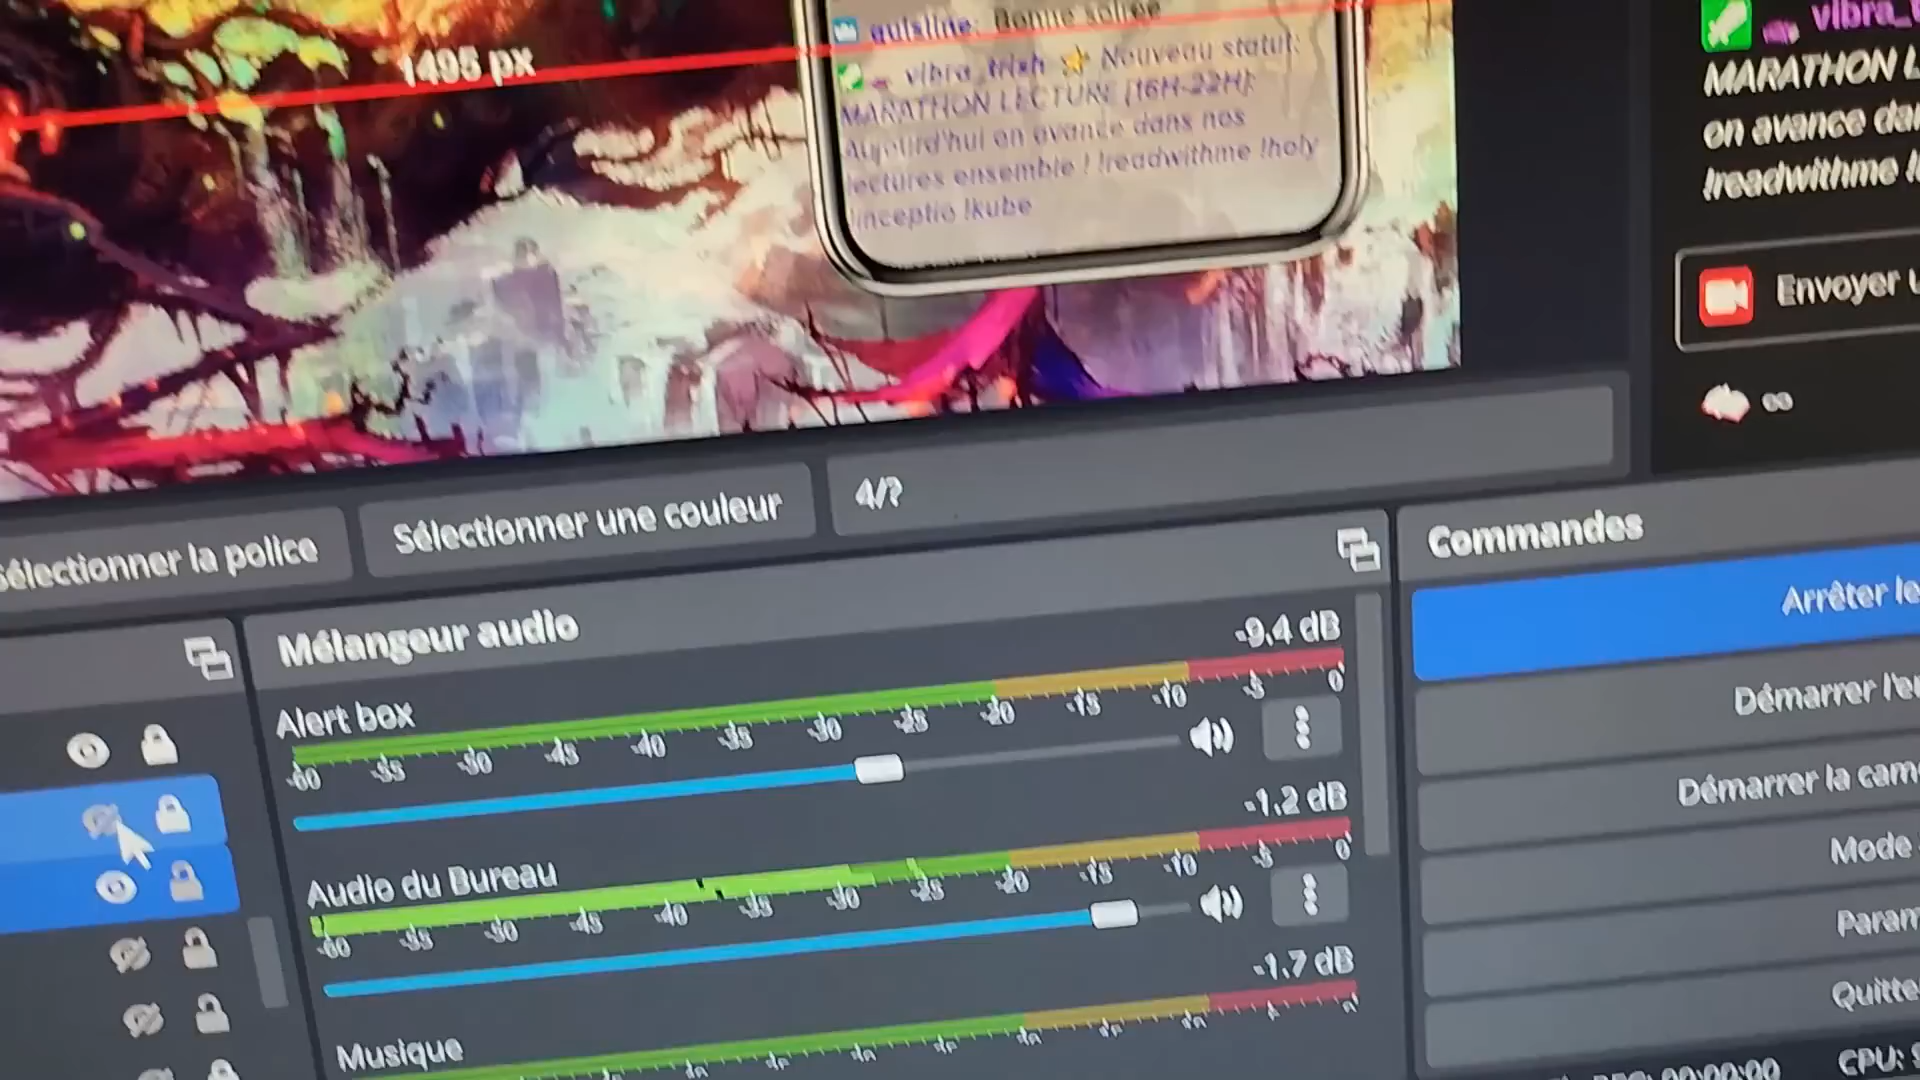 1495 px
quisline: Bonne soirée
vibra_trish ⭐ Nouveau statut:
MARATHON LECTURE [16H-22H]:
Aujourd'hui on avance dans nos
lectures ensemble ! !readwithme !holy
!inceptio !kube
MARATHON
on avance
!readwithme
Envoyer
∞
Sélectionner la police
Sélectionner une couleur
4/?
Mélangeur audio
Commandes
Alert box
-9.4 dB
-60 -55 -50 -45 -40 -35 -30 -25 -20 -15 -10 -5 0
Audio du Bureau
-1.2 dB
-60 -55 -50 -45 -40 -35 -30 -25 -20 -15 -10 -5 0
Musique
-1.7 dB
Arrêter le
Démarrer
Démarrer la
Mode
CPU: